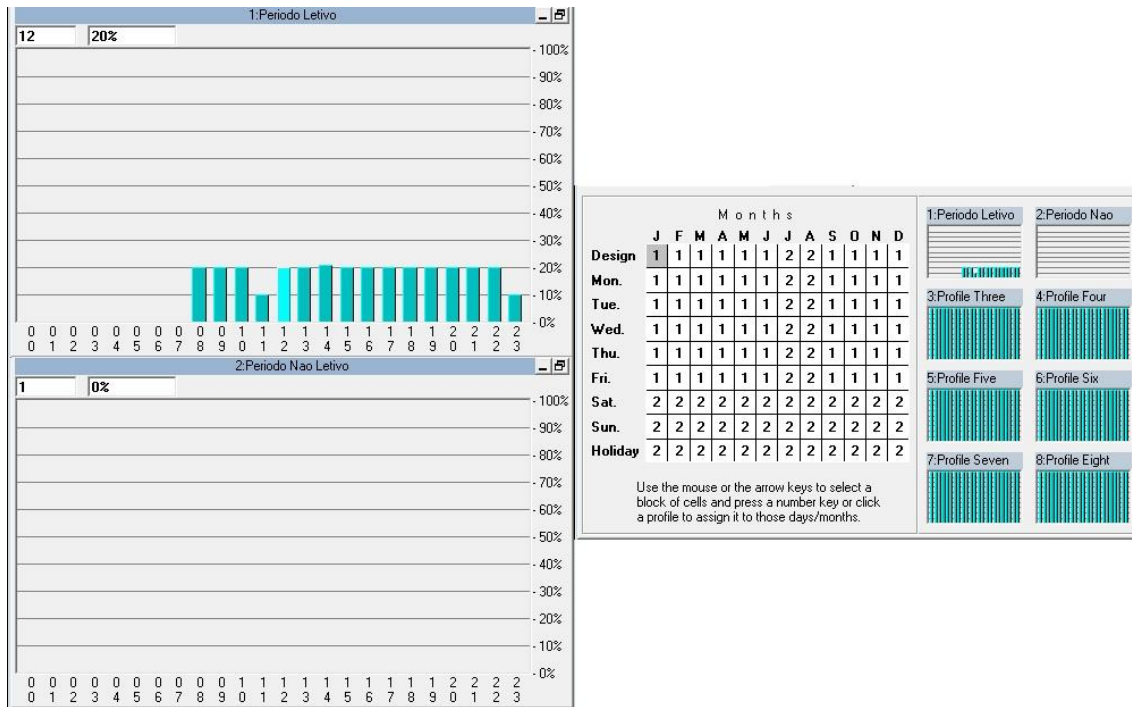 1:Periodo Letivo
12 20%
- 100%
- 90%
- 80%
- 70%
- 60%
- 50%
- 40%
- 30%
- 20%
- 10%
- 0%
0 0 0 0 0 0 0 0 0 0 1 1 1 1 1 1 1 1 1 1 2 2 2 2
0 1 2 3 4 5 6 7 8 9 0 1 2 3 4 5 6 7 8 9 0 1 2 3
2:Periodo Nao Letivo
1 0%
- 100%
- 90%
- 80%
- 70%
- 60%
- 50%
- 40%
- 30%
- 20%
- 10%
- 0%
0 0 0 0 0 0 0 0 0 0 1 1 1 1 1 1 1 1 1 1 2 2 2 2
0 1 2 3 4 5 6 7 8 9 0 1 2 3 4 5 6 7 8 9 0 1 2 3
Months
J F M A M J J A S O N D
Design 1 1 1 1 1 1 2 2 1 1 1 1
Mon. 1 1 1 1 1 1 2 2 1 1 1 1
Tue. 1 1 1 1 1 1 2 2 1 1 1 1
Wed. 1 1 1 1 1 1 2 2 1 1 1 1
Thu. 1 1 1 1 1 1 2 2 1 1 1 1
Fri. 1 1 1 1 1 1 2 2 1 1 1 1
Sat. 2 2 2 2 2 2 2 2 2 2 2 2
Sun. 2 2 2 2 2 2 2 2 2 2 2 2
Holiday 2 2 2 2 2 2 2 2 2 2 2 2
Use the mouse or the arrow keys to select a
block of cells and press a number key or click
a profile to assign it to those days/months.
1:Periodo Letivo 2:Periodo Nao
3:Profile Three 4:Profile Four
5:Profile Five 6:Profile Six
7:Profile Seven 8:Profile Eight